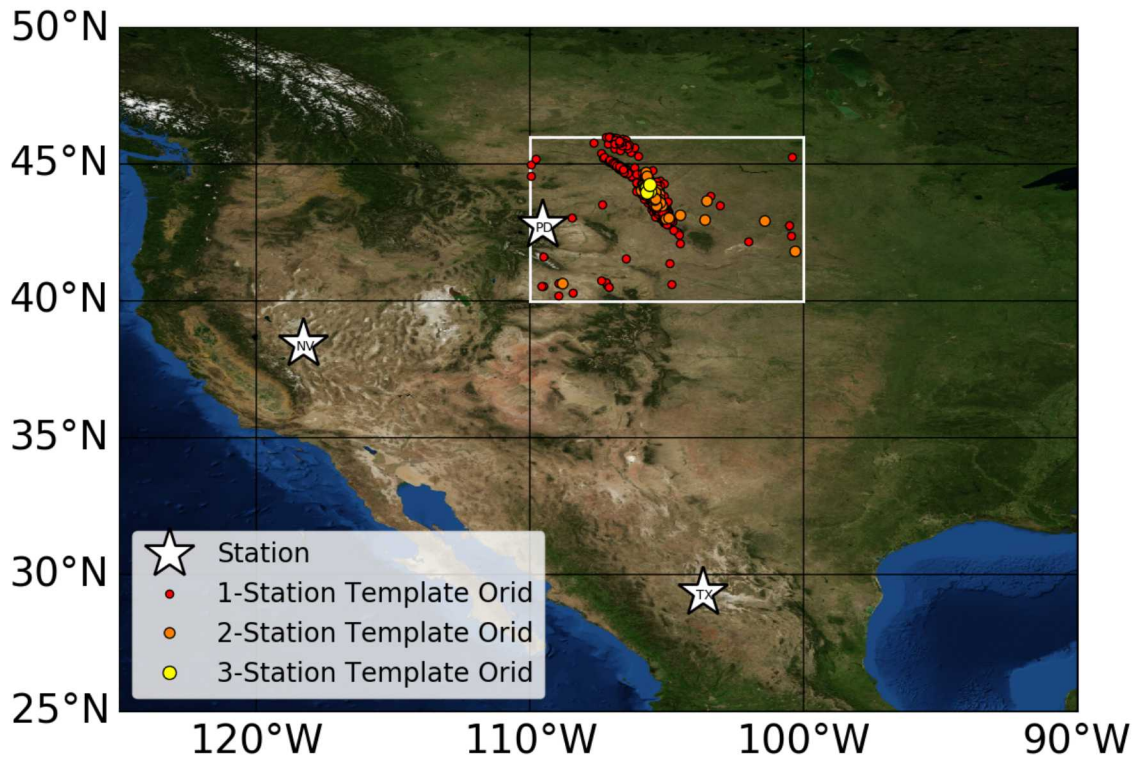 50°N
45°N
40°N
35°N
30°N
25°N
PD
NV
TX
Station
1-Station Template Orid
2-Station Template Orid
3-Station Template Orid
120°W 110°W 100°W 90°W